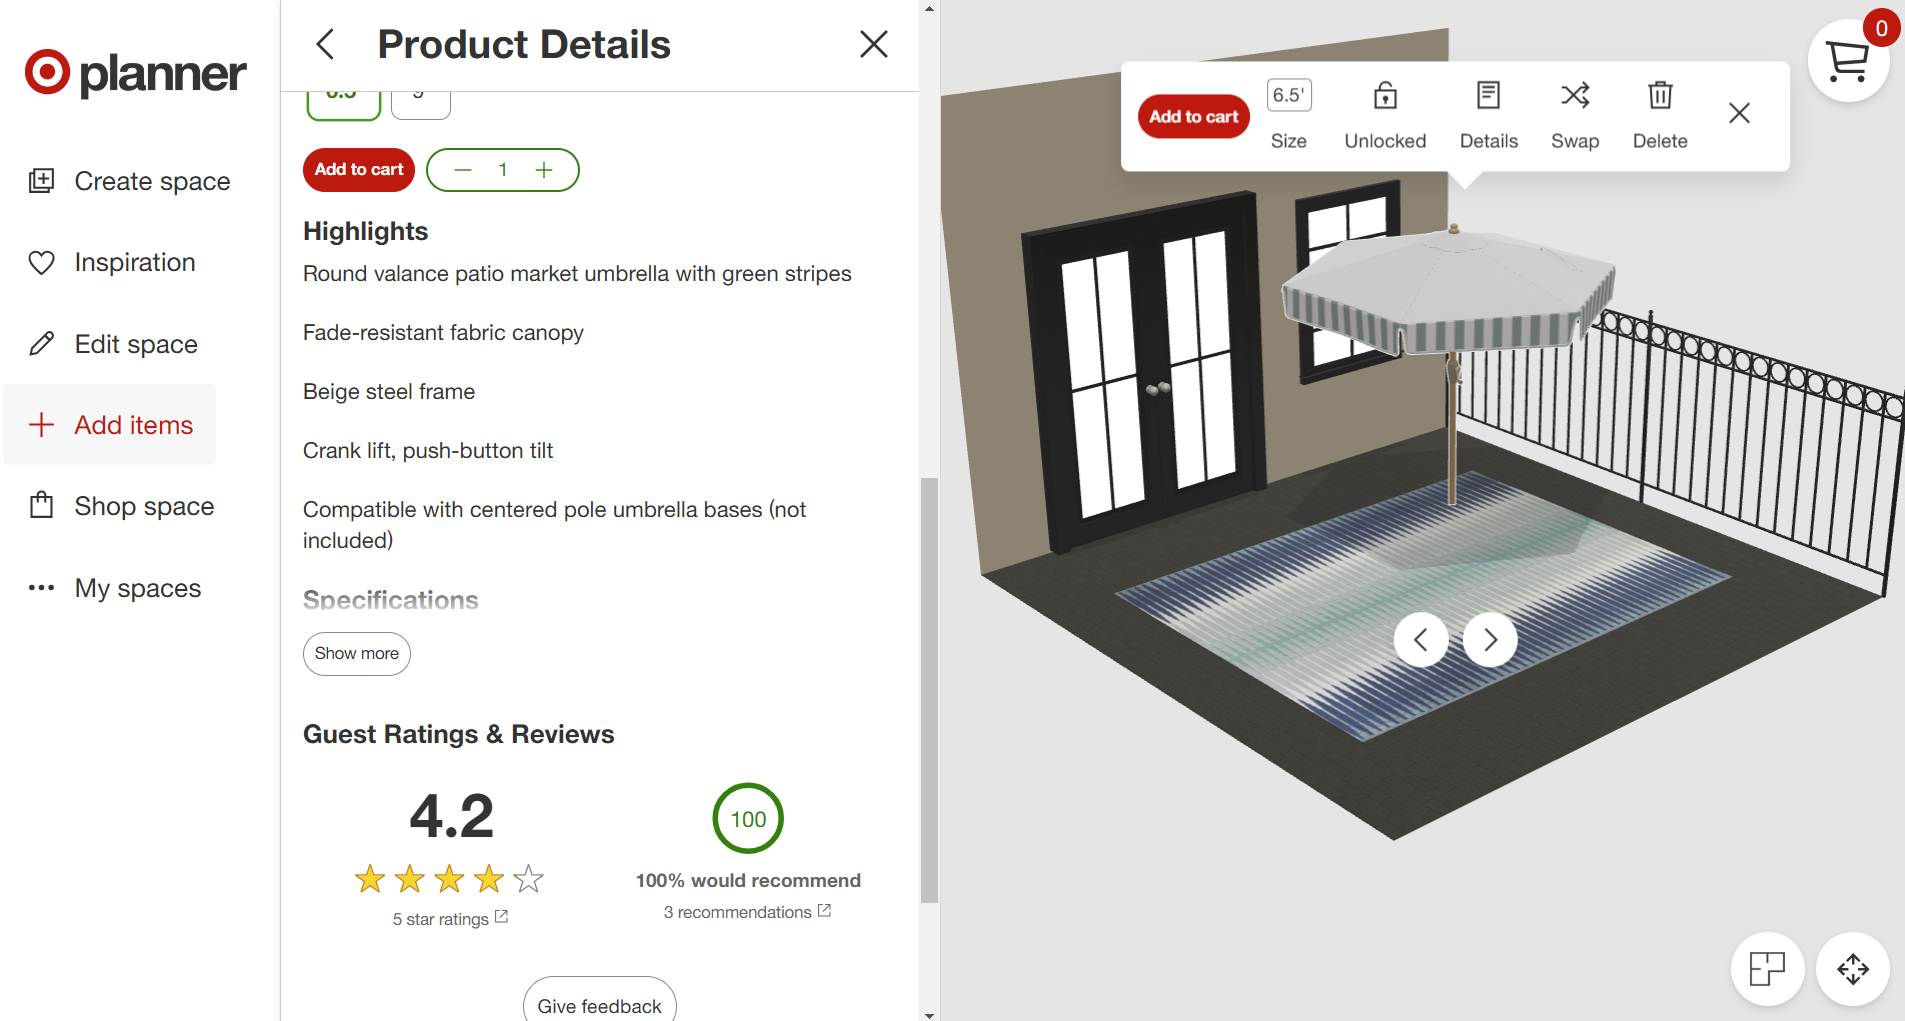 planner
Create space
Inspiration
Edit space
Add items
Shop space
My spaces
Product Details
6.5
9
Add to cart
1
Highlights
Round valance patio market umbrella with green stripes
Fade-resistant fabric canopy
Beige steel frame
Crank lift, push-button tilt
Compatible with centered pole umbrella bases (not
included)
Specifications
Show more
Guest Ratings & Reviews
4.2
5 star ratings
100
100% would recommend
3 recommendations
Give feedback
Add to cart
6.5'
Size
Unlocked
Details
Swap
Delete
0